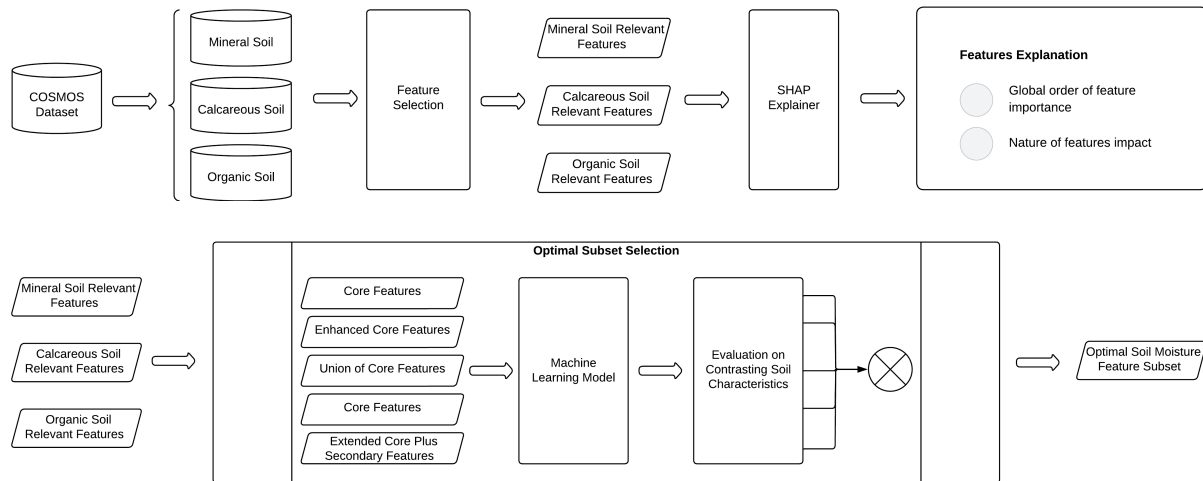 COSMOS
Dataset
Mineral Soil
Calcareous Soil
Organic Soil
Feature
Selection
Mineral Soil Relevant
Features
Calcareous Soil
Relevant Features
Organic Soil
Relevant Features
SHAP
Explainer
Features Explanation
Global order of feature
importance
Nature of features impact
Mineral Soil Relevant
Features
Calcareous Soil
Relevant Features
Organic Soil
Relevant Features
Optimal Subset Selection
Core Features
Enhanced Core Features
Union of Core Features
Core Features
Extended Core Plus
Secondary Features
Machine
Learning Model
Evaluation on
Contrasting Soil
Characteristics
Optimal Soil Moisture
Feature Subset